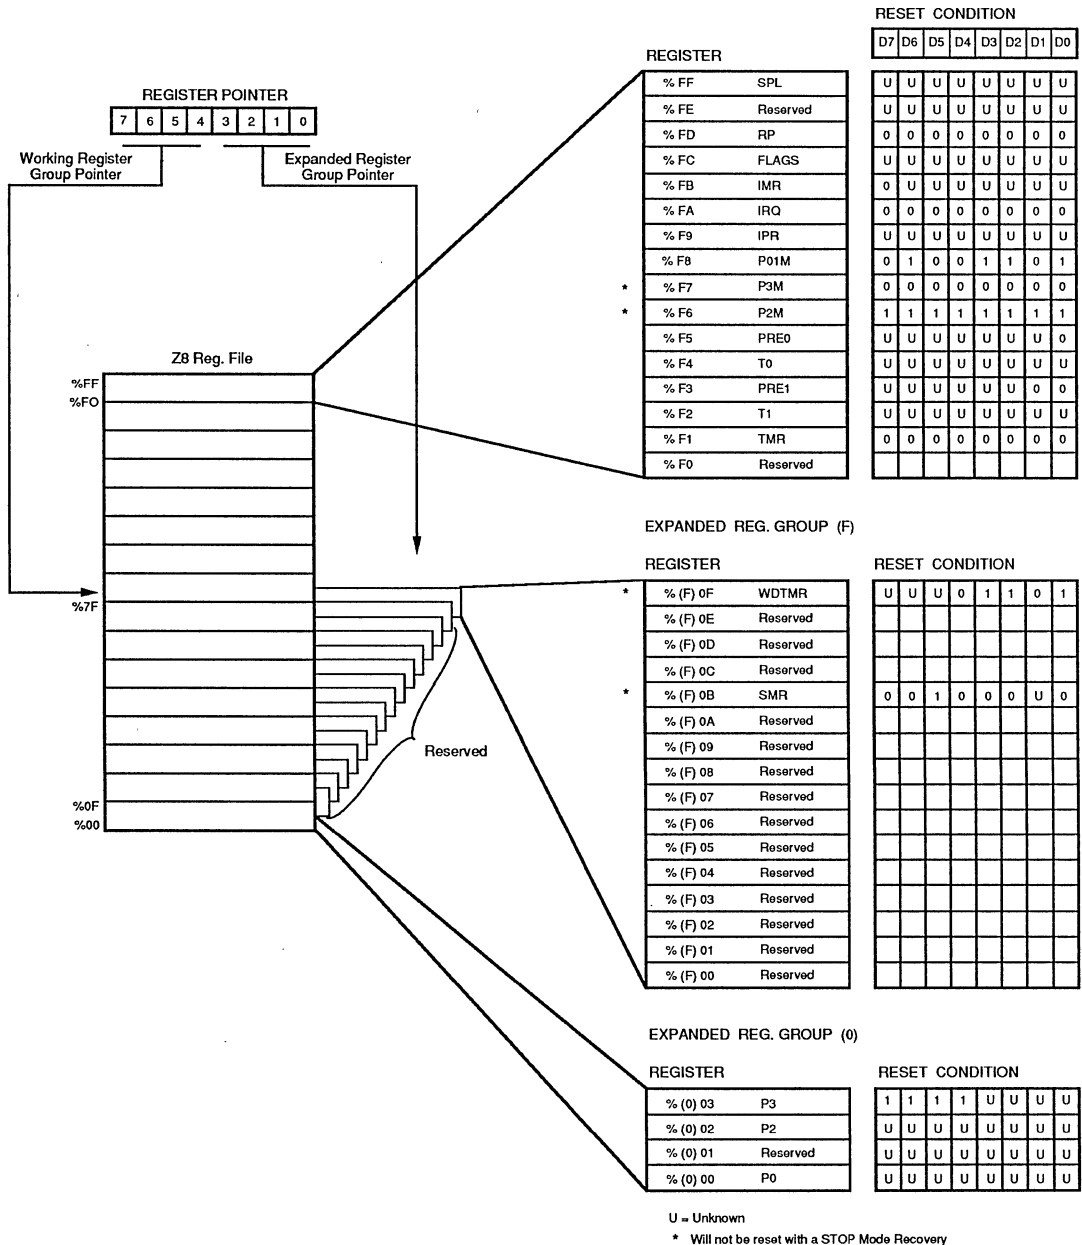 RESET CONDITION
D7 D6 D5 D4 D3 D2 D1 D0
REGISTER
% FF SPL U U U U U U U U
% FE Reserved U U U U U U U U
% FD RP 0 0 0 0 0 0 0 0
% FC FLAGS U U U U U U U U
% FB IMR 0 U U U U U U U
% FA IRQ 0 0 0 0 0 0 0 0
% F9 IPR U U U U U U U U
% F8 P01M 0 1 0 0 1 1 0 1
* % F7 P3M 0 0 0 0 0 0 0 0
* % F6 P2M 1 1 1 1 1 1 1 1
% F5 PRE0 U U U U U U U 0
% F4 T0 U U U U U U U U
% F3 PRE1 U U U U U U 0 0
% F2 T1 U U U U U U U U
% F1 TMR 0 0 0 0 0 0 0 0
% F0 Reserved
REGISTER POINTER
7 6 5 4 3 2 1 0
Working Register
Group Pointer
Expanded Register
Group Pointer
Z8 Reg. File
%FF
%FO
%7F
%0F
%00
Reserved
EXPANDED REG. GROUP (F)
REGISTER RESET CONDITION
* % (F) 0F WDTMR U U U 0 1 1 0 1
% (F) 0E Reserved
% (F) 0D Reserved
% (F) 0C Reserved
* % (F) 0B SMR 0 0 1 0 0 0 U 0
% (F) 0A Reserved
% (F) 09 Reserved
% (F) 08 Reserved
% (F) 07 Reserved
% (F) 06 Reserved
% (F) 05 Reserved
% (F) 04 Reserved
% (F) 03 Reserved
% (F) 02 Reserved
% (F) 01 Reserved
% (F) 00 Reserved
EXPANDED REG. GROUP (0)
REGISTER RESET CONDITION
% (0) 03 P3 1 1 1 1 U U U U
% (0) 02 P2 U U U U U U U U
% (0) 01 Reserved U U U U U U U U
% (0) 00 P0 U U U U U U U U
U = Unknown
* Will not be reset with a STOP Mode Recovery